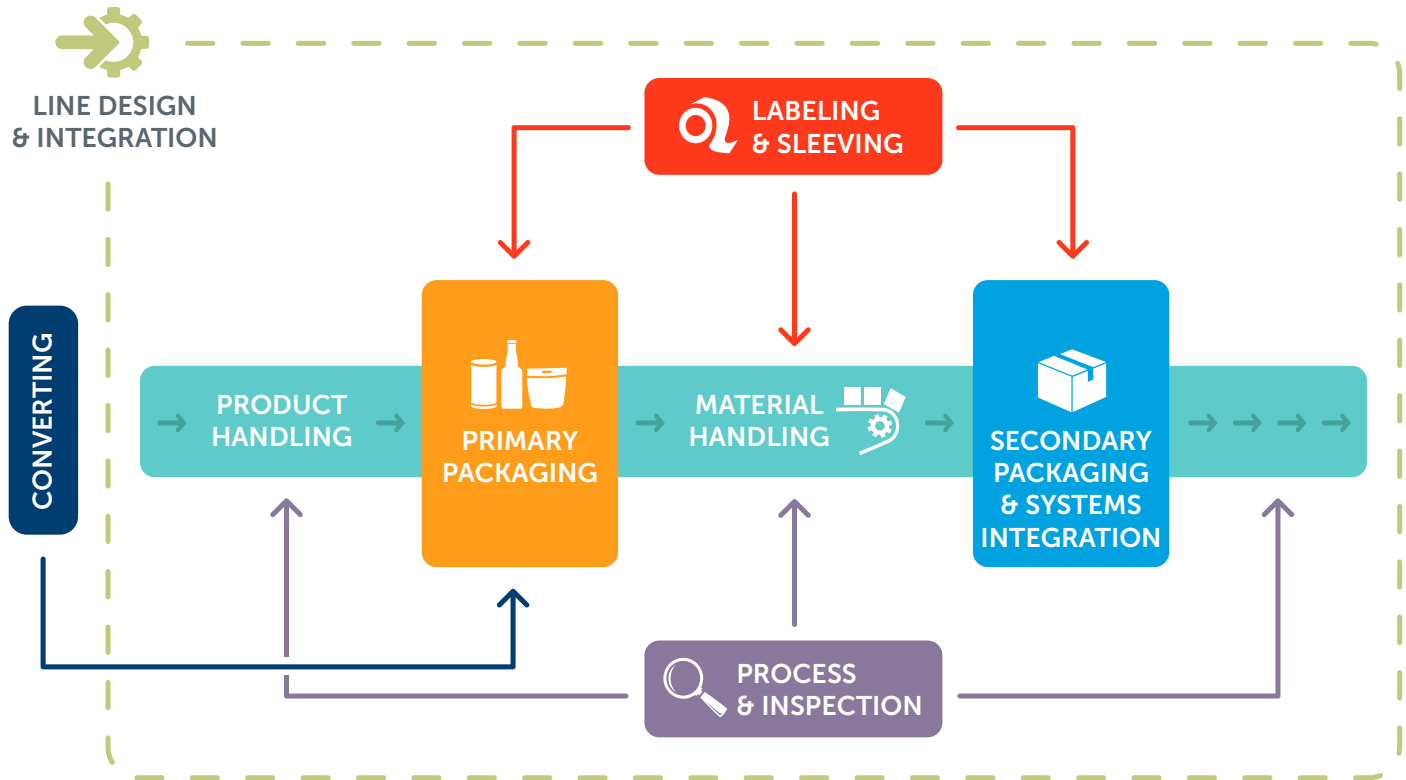 LINE DESIGN
& INTEGRATION
LABELING
& SLEEVING
CONVERTING
PRODUCT
HANDLING
PRIMARY
PACKAGING
MATERIAL
HANDLING
SECONDARY
PACKAGING
& SYSTEMS
INTEGRATION
PROCESS
& INSPECTION